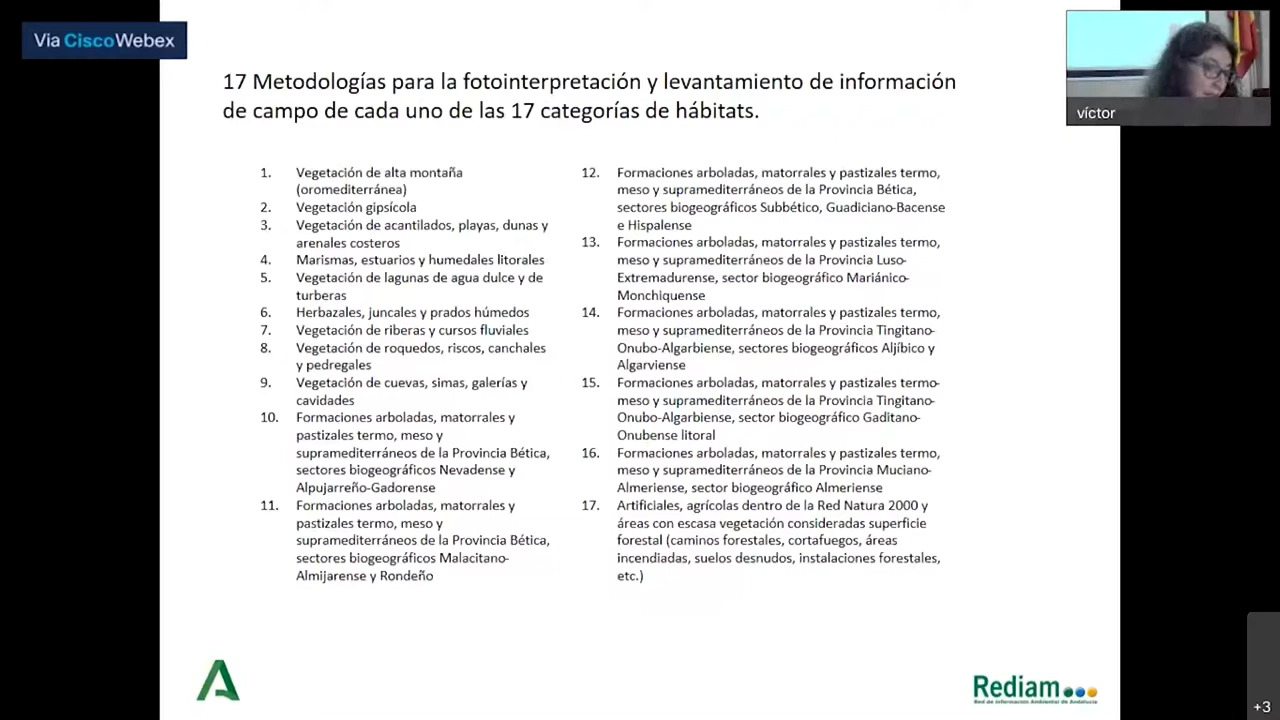 Via CiscoWebex
víctor
17 Metodologías para la fotointerpretación y levantamiento de información
de campo de cada uno de las 17 categorías de hábitats.
1. Vegetación de alta montaña
(oromediterránea)
2. Vegetación gipsícola
3. Vegetación de acantilados, playas, dunas y
arenales costeros
4. Marismas, estuarios y humedales litorales
5. Vegetación de lagunas de agua dulce y de
turberas
6. Herbazales, juncales y prados húmedos
7. Vegetación de riberas y cursos fluviales
8. Vegetación de roquedos, riscos, canchales
y pedregales
9. Vegetación de cuevas, simas, galerías y
cavidades
10. Formaciones arboladas, matorrales y
pastizales termo, meso y
supramediterráneos de la Provincia Bética,
sectores biogeográficos Nevadense y
Alpujarreño-Gadorense
11. Formaciones arboladas, matorrales y
pastizales termo, meso y
supramediterráneos de la Provincia Bética,
sectores biogeográficos Malacitano-
Almijarense y Rondeño
12. Formaciones arboladas, matorrales y pastizales termo,
meso y supramediterráneos de la Provincia Bética,
sectores biogeográficos Subbético, Guadiciano-Bacense
e Hispalense
13. Formaciones arboladas, matorrales y pastizales termo,
meso y supramediterráneos de la Provincia Luso-
Extremadurense, sector biogeográfico Mariánico-
Monchiquense
14. Formaciones arboladas, matorrales y pastizales termo,
meso y supramediterráneos de la Provincia Tingitano-
Onubo-Algarbiense, sectores biogeográficos Aljíbico y
Algarviense
15. Formaciones arboladas, matorrales y pastizales termo-
meso y supramediterráneos de la Provincia Tingitano-
Onubo-Algarbiense, sector biogeográfico Gaditano-
Onubense litoral
16. Formaciones arboladas, matorrales y pastizales termo,
meso y supramediterráneos de la Provincia Muciano-
Almeriense, sector biogeográfico Almeriense
17. Artificiales, agrícolas dentro de la Red Natura 2000 y
áreas con escasa vegetación consideradas superficie
forestal (caminos forestales, cortafuegos, áreas
incendiadas, suelos desnudos, instalaciones forestales,
etc.)
Rediam
Red de Información Ambiental de Andalucía
+3